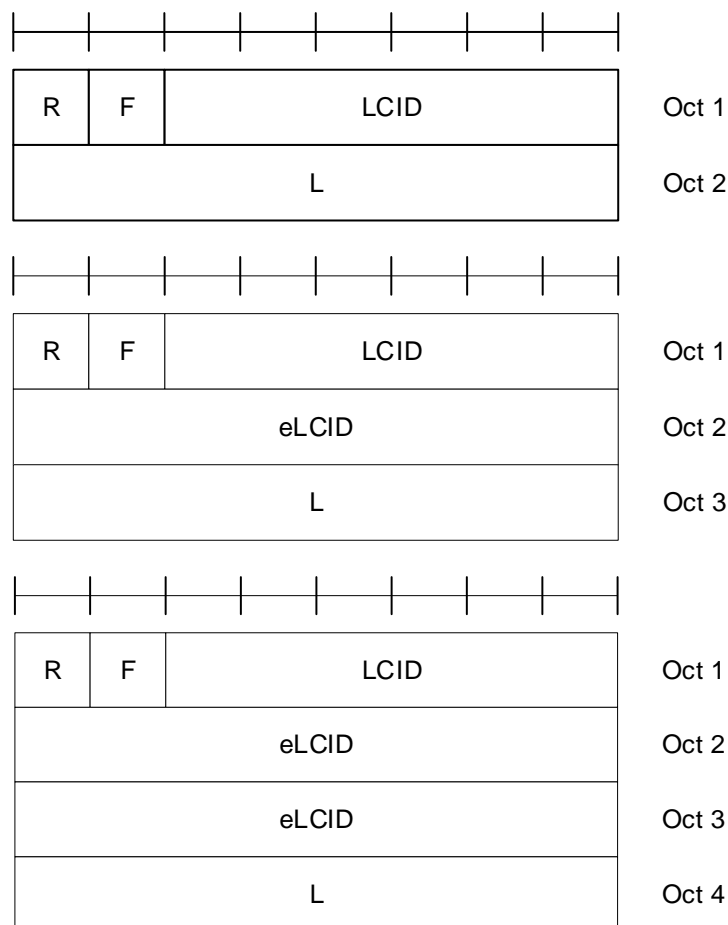 R F LCID Oct 1
L Oct 2
R F LCID Oct 1
eLCID Oct 2
L Oct 3
R F LCID Oct 1
eLCID Oct 2
eLCID Oct 3
L Oct 4